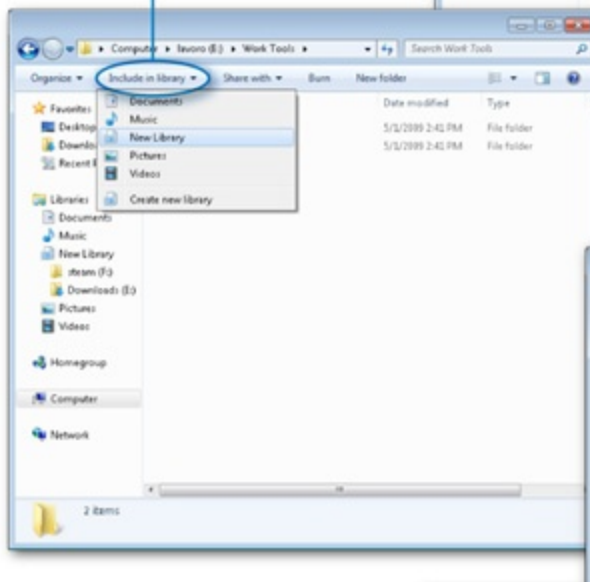 Computer ▸ lavoro (E:) ▸ Work Tools ▸
Search Work Tools
Organize Include in library Share with Burn New folder
Documents
Music
New Library
Pictures
Videos
Create new library
Date modified Type
5/1/2009 2:41 PM File folder
5/1/2009 2:41 PM File folder
Favorites
Desktop
Downlo
Recent
Libraries
Documents
Music
New Library
steam (F:)
Downloads (E:)
Pictures
Videos
Homegroup
Computer
Network
2 items